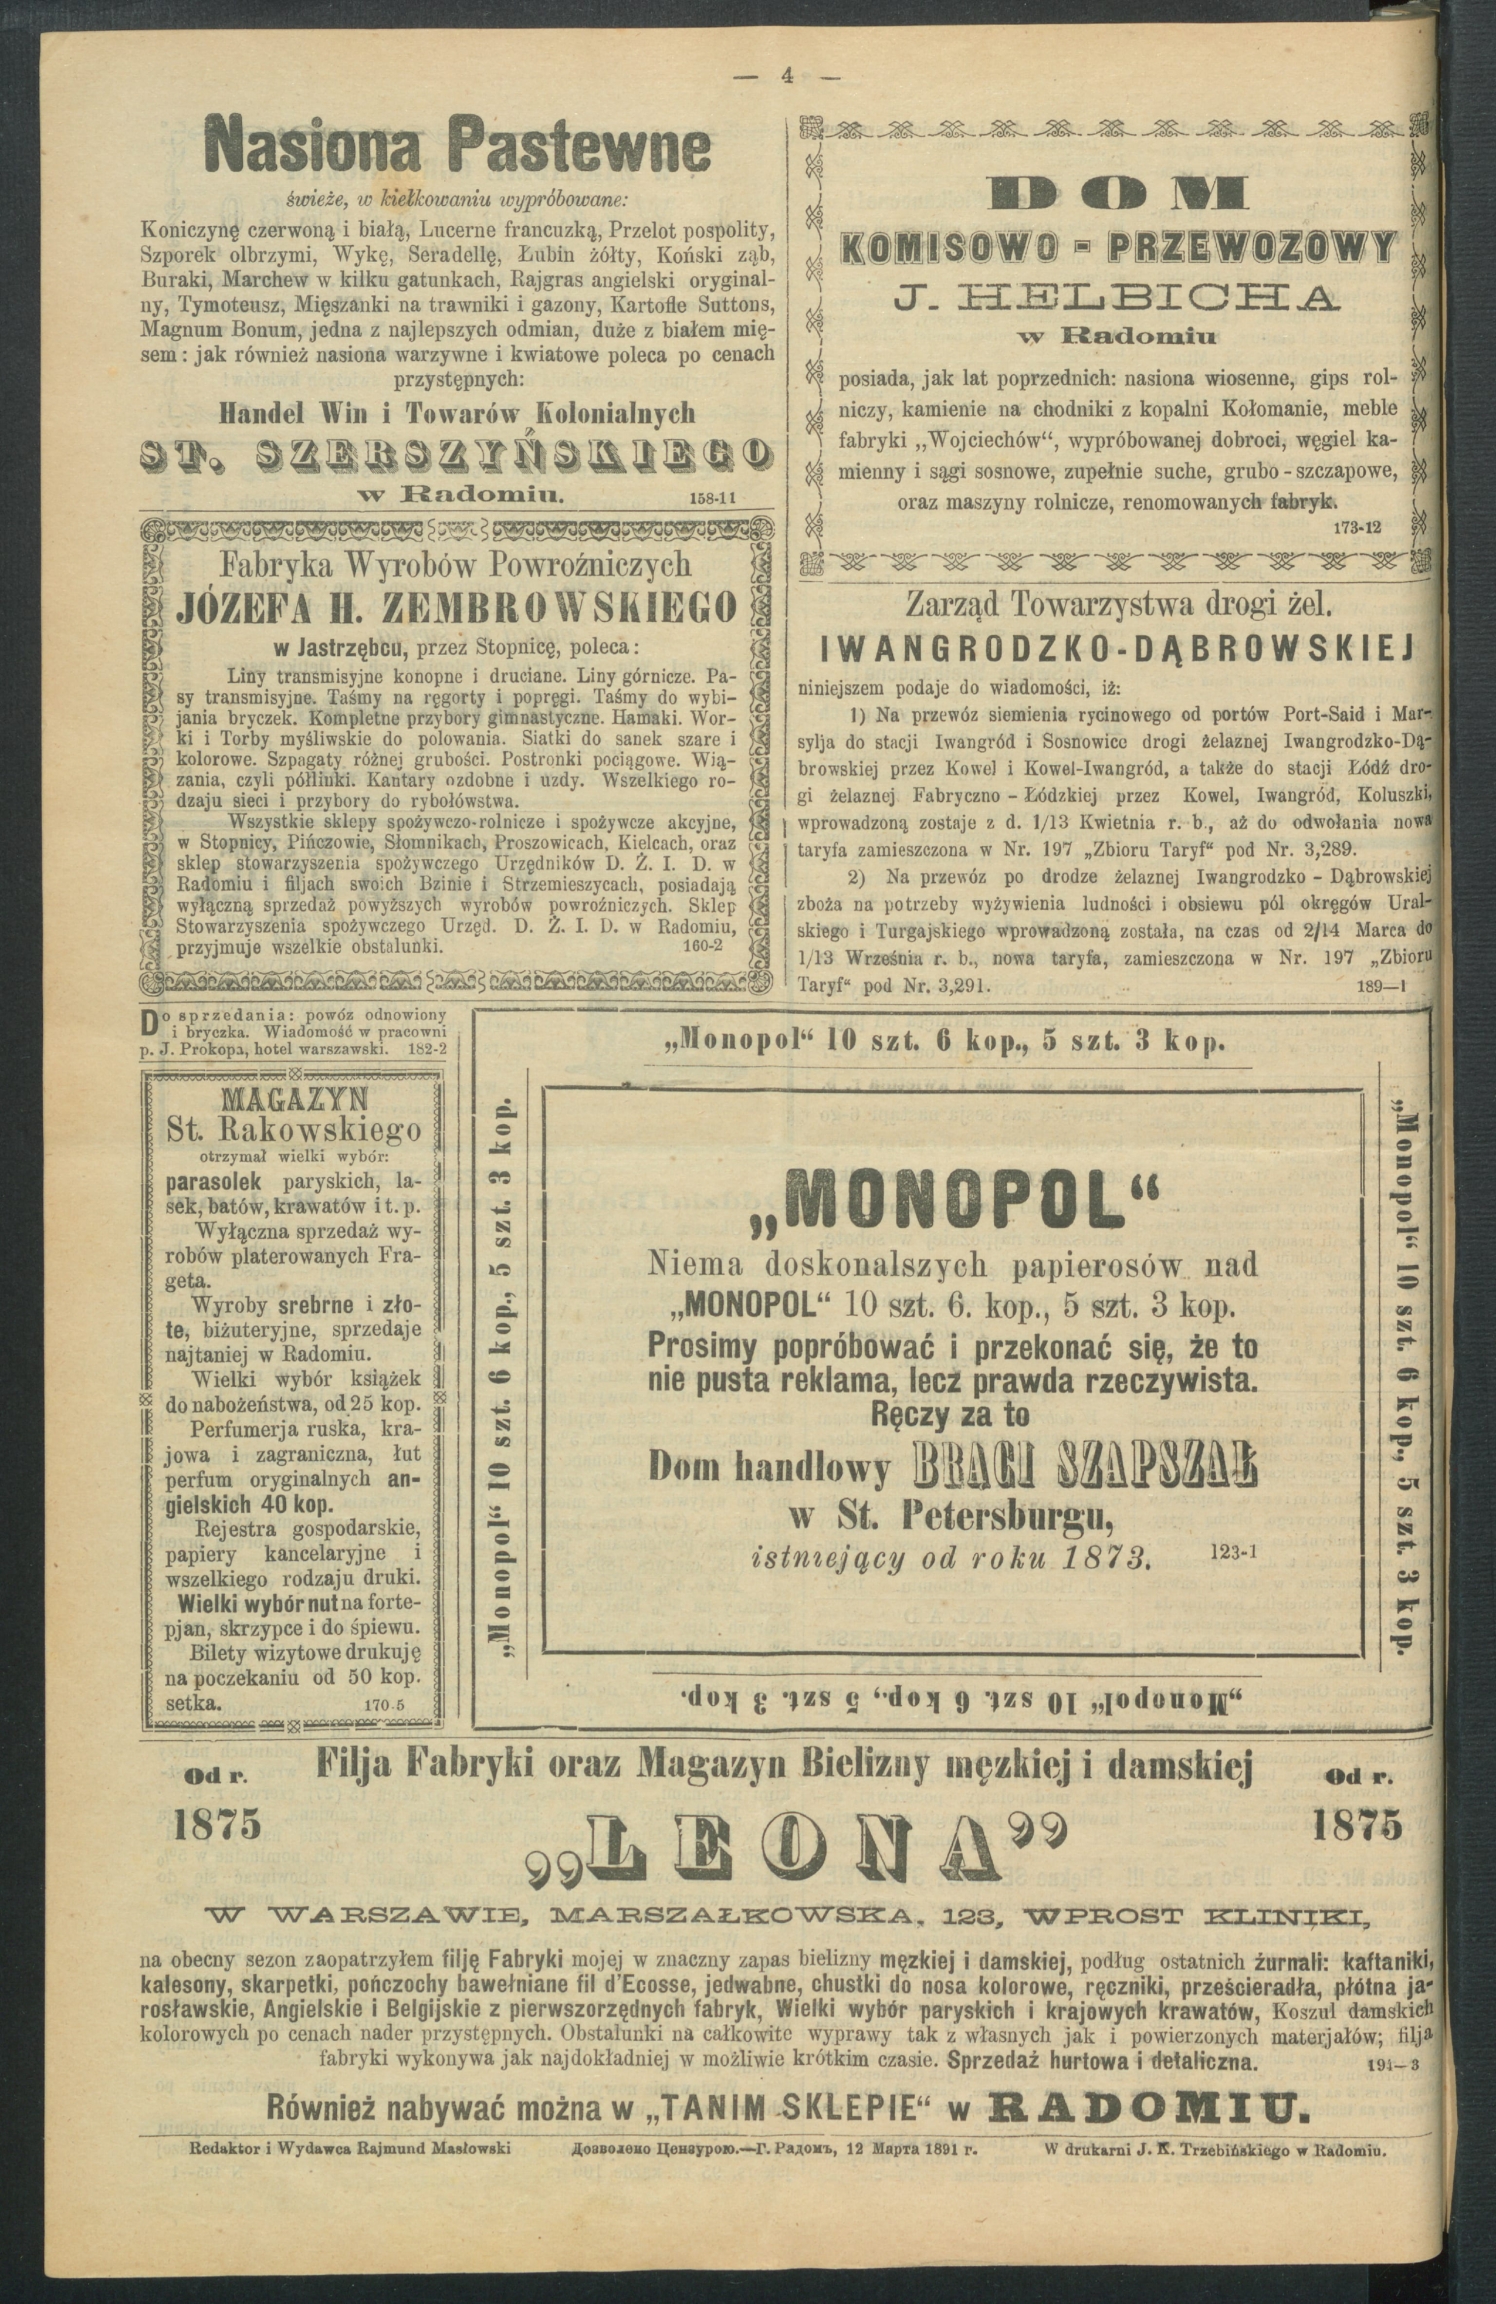 — 4 —
Nasiona Pastewne
świeże, w kiełkowaniu wypróbowane:
Koniczynę czerwoną i białą, Lucerne francuzką, Przelot pospolity,
Szporek olbrzymi, Wykę, Seradellę, Łubin żółty, Koński ząb,
Buraki, Marchew w kilku gatunkach, Rajgras angielski oryginal-
ny, Tymoteusz, Mięszanki na trawniki i gazony, Kartofle Suttons,
Magnum Bonum, jedna z najlepszych odmian, duże z białem mię-
sem: jak również nasiona warzywne i kwiatowe poleca po cenach
przystępnych:
Handel Win i Towarów Kolonialnych
ST. SZERSZYŃSKIEGO
w Radomiu. 158-11
Fabryka Wyrobów Powroźniczych
JÓZEFA H. ZEMBROWSKIEGO
w Jastrzębcu, przez Stopnicę, poleca:
Liny transmisyjne konopne i druciane. Liny górnicze. Pa-
sy transmisyjne. Taśmy na ręgorty i popręgi. Taśmy do wybi-
jania bryczek. Kompletne przybory gimnastyczne. Hamaki. Wor-
ki i Torby myśliwskie do polowania. Siatki do sanek szare i
kolorowe. Szpagaty różnej grubości. Postronki pociągowe. Wią-
zania, czyli półlinki. Kantary ozdobne i uzdy. Wszelkiego ro-
dzaju sieci i przybory do rybołówstwa.
Wszystkie sklepy spożywczo-rolnicze i spożywcze akcyjne,
w Stopnicy, Pińczowie, Słomnikach, Proszowicach, Kielcach, oraz
sklep stowarzyszenia spożywczego Urzędników D. Ż. I. D. w
Radomiu i filjach swoich Bzinie i Strzemieszycach, posiadają
wyłączną sprzedaż powyższych wyrobów powroźniczych. Sklep
Stowarzyszenia spożywczego Urzęd. D. Ż. I. D. w Radomiu,
przyjmuje wszelkie obstalunki. 160-2
DOM
KOMISOWO - PRZEWOZOWY
J. HELBICHA
w Radomiu
posiada, jak lat poprzednich: nasiona wiosenne, gips rol-
niczy, kamienie na chodniki z kopalni Kołomanie, meble
fabryki „Wojciechów“, wypróbowanej dobroci, węgiel ka-
mienny i sągi sosnowe, zupełnie suche, grubo-szczapowe,
oraz maszyny rolnicze, renomowanych fabryk.
173-12
Zarząd Towarzystwa drogi żel.
IWANGRODZKO-DĄBROWSKIEJ
niniejszem podaje do wiadomości, iż:
1) Na przewóz siemienia rycinowego od portów Port-Said i Mar-
sylja do stacji Iwangród i Sosnowice drogi żelaznej Iwangrodzko-Dą-
browskiej przez Kowel i Kowel-Iwangród, a także do stacji Łódź dro-
gi żelaznej Fabryczno - Łódzkiej przez Kowel, Iwangród, Koluszki,
wprowadzoną zostaje z d. 1/13 Kwietnia r. b., aż do odwołania nowa
taryfa zamieszczona w Nr. 197 „Zbioru Taryf“ pod Nr. 3,289.
2) Na przewóz po drodze żelaznej Iwangrodzko - Dąbrowskiej
zboża na potrzeby wyżywienia ludności i obsiewu pól okręgów Ural-
skiego i Turgajskiego wprowadzoną została, na czas od 2/14 Marca do
1/13 Września r. b., nowa taryfa, zamieszczona w Nr. 197 „Zbioru
Taryf“ pod Nr. 3,291. 189—1
Do sprzedania: powóz odnowiony
i bryczka. Wiadomość w pracowni
p. J. Prokopa, hotel warszawski. 182-2
MAGAZYN
St. Rakowskiego
otrzymał wielki wybór:
parasolek paryskich, la-
sek, batów, krawatów i t. p.
Wyłączna sprzedaż wy-
robów platerowanych Fra-
geta.
Wyroby srebrne i zło-
te, biżuteryjne, sprzedaje
najtaniej w Radomiu.
Wielki wybór książek
do nabożeństwa, od 25 kop.
Perfumerja ruska, kra-
jowa i zagraniczna, łut
perfum oryginalnych an-
gielskich 40 kop.
Rejestra gospodarskie,
papiery kancelaryjne i
wszelkiego rodzaju druki.
Wielki wybór nut na forte-
pjan, skrzypce i do śpiewu.
Bilety wizytowe drukuję
na poczekaniu od 50 kop.
setka. 170-5
„Monopol“ 10 szt. 6 kop., 5 szt. 3 kop.
„Monopol“ 10 szt. 6 kop., 5 szt. 3 kop.
„MONOPOL“
Niema doskonalszych papierosów nad
„MONOPOL“ 10 szt. 6. kop., 5 szt. 3 kop.
Prosimy popróbować i przekonać się, że to
nie pusta reklama, lecz prawda rzeczywista.
Ręczy za to
Dom handlowy BRACI SZAPSZAŁ
w St. Petersburgu,
istniejący od roku 1873. 123-1
„Monopol“ 10 szt. 6 kop., 5 szt. 3 kop.
„Monopol“ 10 szt. 6 kop., 5 szt. 3 kop.
Filja Fabryki oraz Magazyn Bielizny męzkiej i damskiej
Od r. 1875
Od r. 1875
„LEONA”
W WARSZAWIE, MARSZAŁKOWSKA, 123, WPROST KLINIKI,
na obecny sezon zaopatrzyłem filję Fabryki mojej w znaczny zapas bielizny męzkiej i damskiej, podług ostatnich żurnali: kaftaniki,
kalesony, skarpetki, pończochy bawełniane fil d'Ecosse, jedwabne, chustki do nosa kolorowe, ręczniki, prześcieradła, płótna ja-
rosławskie, Angielskie i Belgijskie z pierwszorzędnych fabryk, Wielki wybór paryskich i krajowych krawatów, Koszul damskich
kolorowych po cenach nader przystępnych. Obstalunki na całkowite wyprawy tak z własnych jak i powierzonych materjałów; filja
fabryki wykonywa jak najdokładniej w możliwie krótkim czasie. Sprzedaż hurtowa i detaliczna. 194—3
Również nabywać można w „TANIM SKLEPIE“ w RADOMIU.
Redaktor i Wydawca Rajmund Masłowski Дозволено Цензурою.—Г. Радомъ, 12 Марта 1891 г. W drukarni J. K. Trzebińskiego w Radomiu.